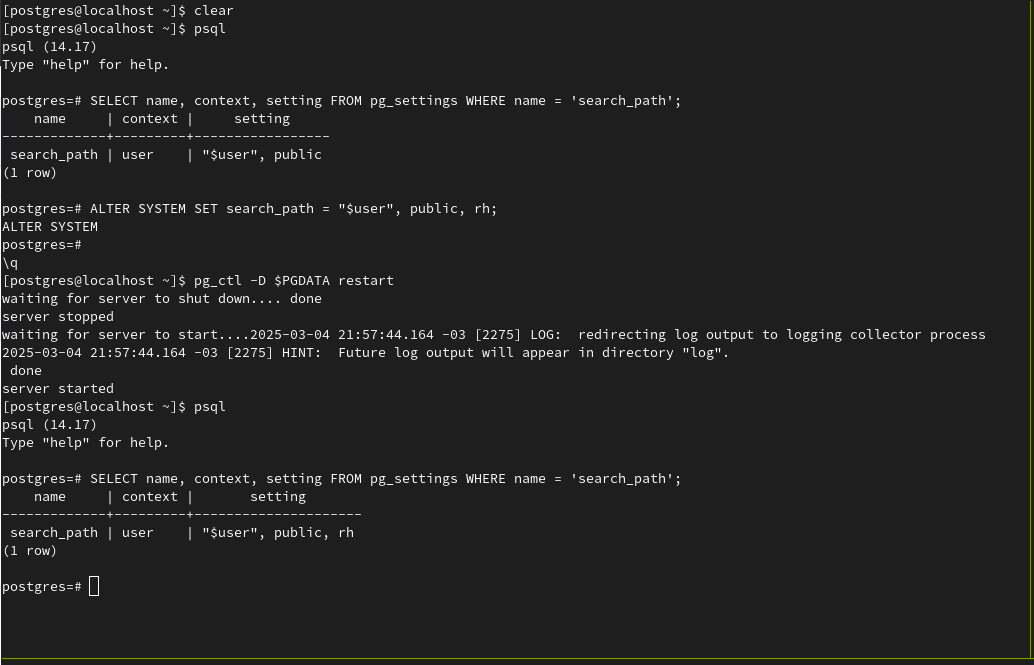 [postgres@localhost ~]$ clear
[postgres@localhost ~]$ psql
psql (14.17)
Type "help" for help.

postgres=# SELECT name, context, setting FROM pg_settings WHERE name = 'search_path';
    name     | context |     setting
-------------+---------+-----------------
 search_path | user    | "$user", public
(1 row)

postgres=# ALTER SYSTEM SET search_path = "$user", public, rh;
ALTER SYSTEM
postgres=#
\q
[postgres@localhost ~]$ pg_ctl -D $PGDATA restart
waiting for server to shut down.... done
server stopped
waiting for server to start....2025-03-04 21:57:44.164 -03 [2275] LOG:  redirecting log output to logging collector process
2025-03-04 21:57:44.164 -03 [2275] HINT:  Future log output will appear in directory "log".
 done
server started
[postgres@localhost ~]$ psql
psql (14.17)
Type "help" for help.

postgres=# SELECT name, context, setting FROM pg_settings WHERE name = 'search_path';
    name     | context |       setting
-------------+---------+---------------------
 search_path | user    | "$user", public, rh
(1 row)

postgres=#